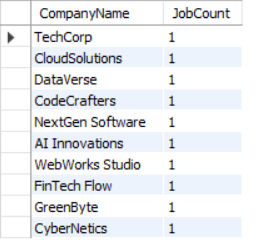 CompanyName JobCount
TechCorp 1
CloudSolutions 1
DataVerse 1
CodeCrafters 1
NextGen Software 1
AI Innovations 1
WebWorks Studio 1
FinTech Flow 1
GreenByte 1
CyberNetics 1